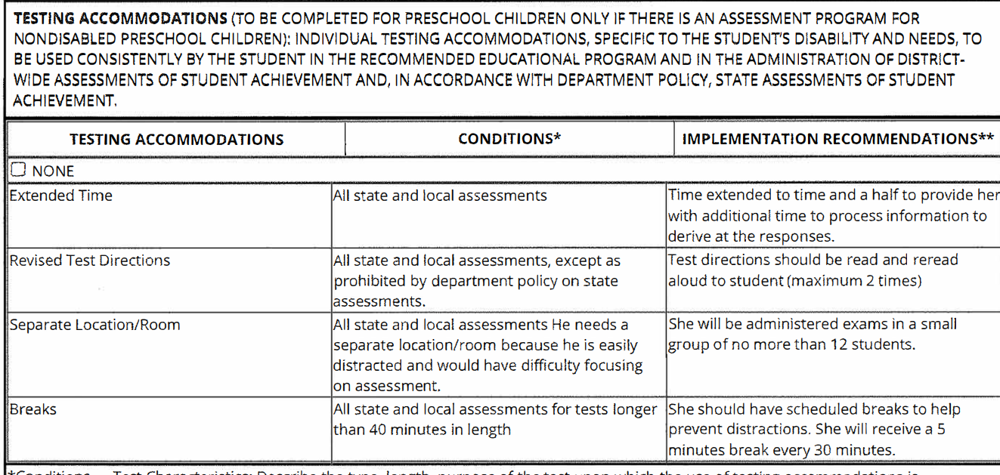 TESTING ACCOMMODATIONS (TO BE COMPLETED FOR PRESCHOOL CHILDREN ONLY IF THERE IS AN ASSESSMENT PROGRAM FOR
NONDISABLED PRESCHOOL CHILDREN): INDIVIDUAL TESTING ACCOMMODATIONS, SPECIFIC TO THE STUDENT'S DISABILITY AND NEEDS, TO
BE USED CONSISTENTLY BY THE STUDENT IN THE RECOMMENDED EDUCATIONAL PROGRAM AND IN THE ADMINISTRATION OF DISTRICT-
WIDE ASSESSMENTS OF STUDENT ACHIEVEMENT AND, IN ACCORDANCE WITH DEPARTMENT POLICY, STATE ASSESSMENTS OF STUDENT
ACHIEVEMENT.
TESTING ACCOMMODATIONS
CONDITIONS*
IMPLEMENTATION RECOMMENDATIONS**
NONE
Extended Time
All state and local assessments
Time extended to time and a half to provide her
with additional time to process information to
derive at the responses.
Revised Test Directions
All state and local assessments, except as
prohibited by department policy on state
assessments.
Test directions should be read and reread
aloud to student (maximum 2 times)
Separate Location/Room
All state and local assessments He needs a
separate location/room because he is easily
distracted and would have difficulty focusing
on assessment.
She will be administered exams in a small
group of no more than 12 students.
Breaks
All state and local assessments for tests longer
than 40 minutes in length
She should have scheduled breaks to help
prevent distractions. She will receive a 5
minutes break every 30 minutes.
*Conditions – Test Characteristics: Describe the type, length, purpose of the test upon which the use of testing accommodations is